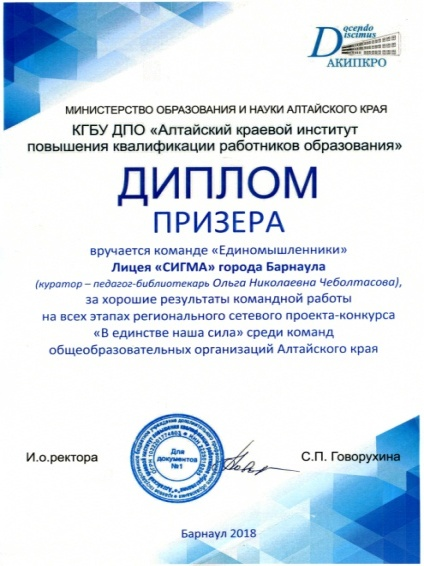 Docendo
Discimus
АКИПКРО
МИНИСТЕРСТВО ОБРАЗОВАНИЯ И НАУКИ АЛТАЙСКОГО КРАЯ
КГБУ ДПО «Алтайский краевой институт
повышения квалификации работников образования»
ДИПЛОМ
ПРИЗЕРА
вручается команде «Единомышленники»
Лицея «СИГМА» города Барнаула
(куратор – педагог-библиотекарь Ольга Николаевна Чеболтасова),
за хорошие результаты командной работы
на всех этапах регионального сетевого проекта-конкурса
«В единстве наша сила» среди команд
общеобразовательных организаций Алтайского края
Для
документов
№1
И.о.ректора
С.П. Говорухина
Барнаул 2018